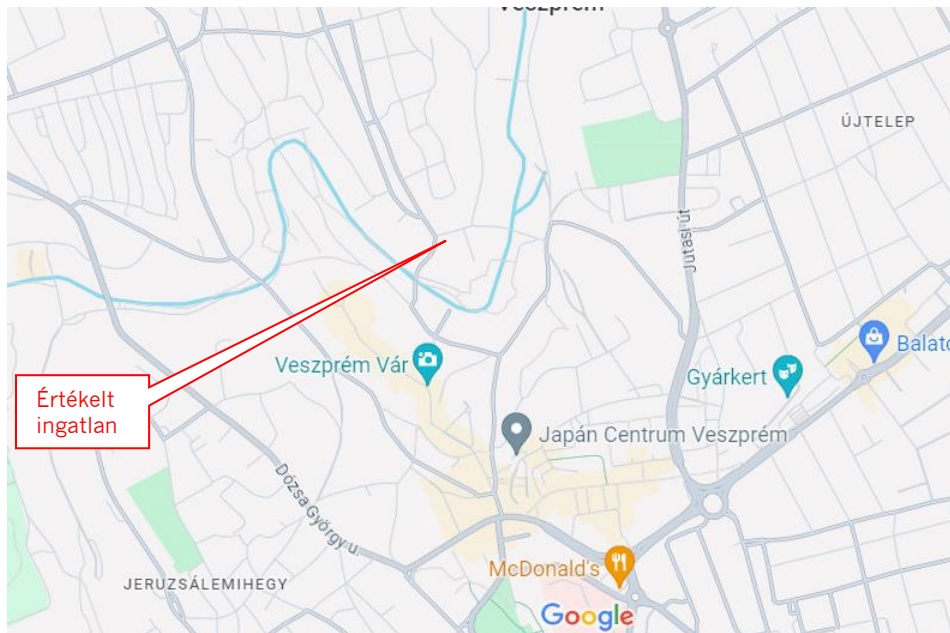 Veszprém
ÚJTELEP
Jutasi út
Veszprém Vár
Balato
Gyárkert
Értékelt
ingatlan
Japán Centrum Veszprém
Dózsa György u.
McDonald's
JERUZSÁLEMIHEGY
Google